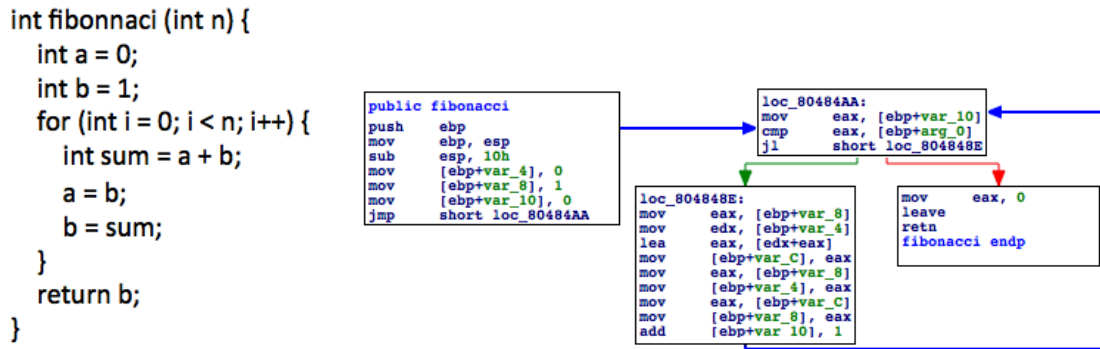 int fibonnaci (int n) {
int a = 0;
int b = 1;
for (int i = 0; i < n; i++) {
int sum = a + b;
a = b;
b = sum;
}
return b;
}
public fibonacci
push ebp
mov ebp, esp
sub esp, 10h
mov [ebp+var_4], 0
mov [ebp+var_8], 1
mov [ebp+var_10], 0
jmp short loc_80484AA
loc_80484AA:
mov eax, [ebp+var_10]
cmp eax, [ebp+arg_0]
jl short loc_804848E
loc_804848E:
mov eax, [ebp+var_8]
mov edx, [ebp+var_4]
lea eax, [edx+eax]
mov [ebp+var_C], eax
mov eax, [ebp+var_8]
mov [ebp+var_4], eax
mov eax, [ebp+var_C]
mov [ebp+var_8], eax
add [ebp+var_10], 1
mov eax, 0
leave
retn
fibonacci endp